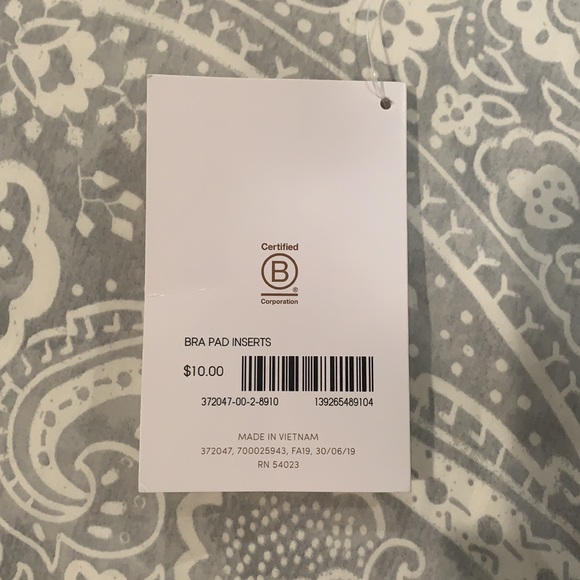 Certified
B
®
Corporation
BRA PAD INSERTS
$10.00
372047-00-2-8910 139265489104
MADE IN VIETNAM
372047, 700025943, FA19, 30/06/19
RN 54023